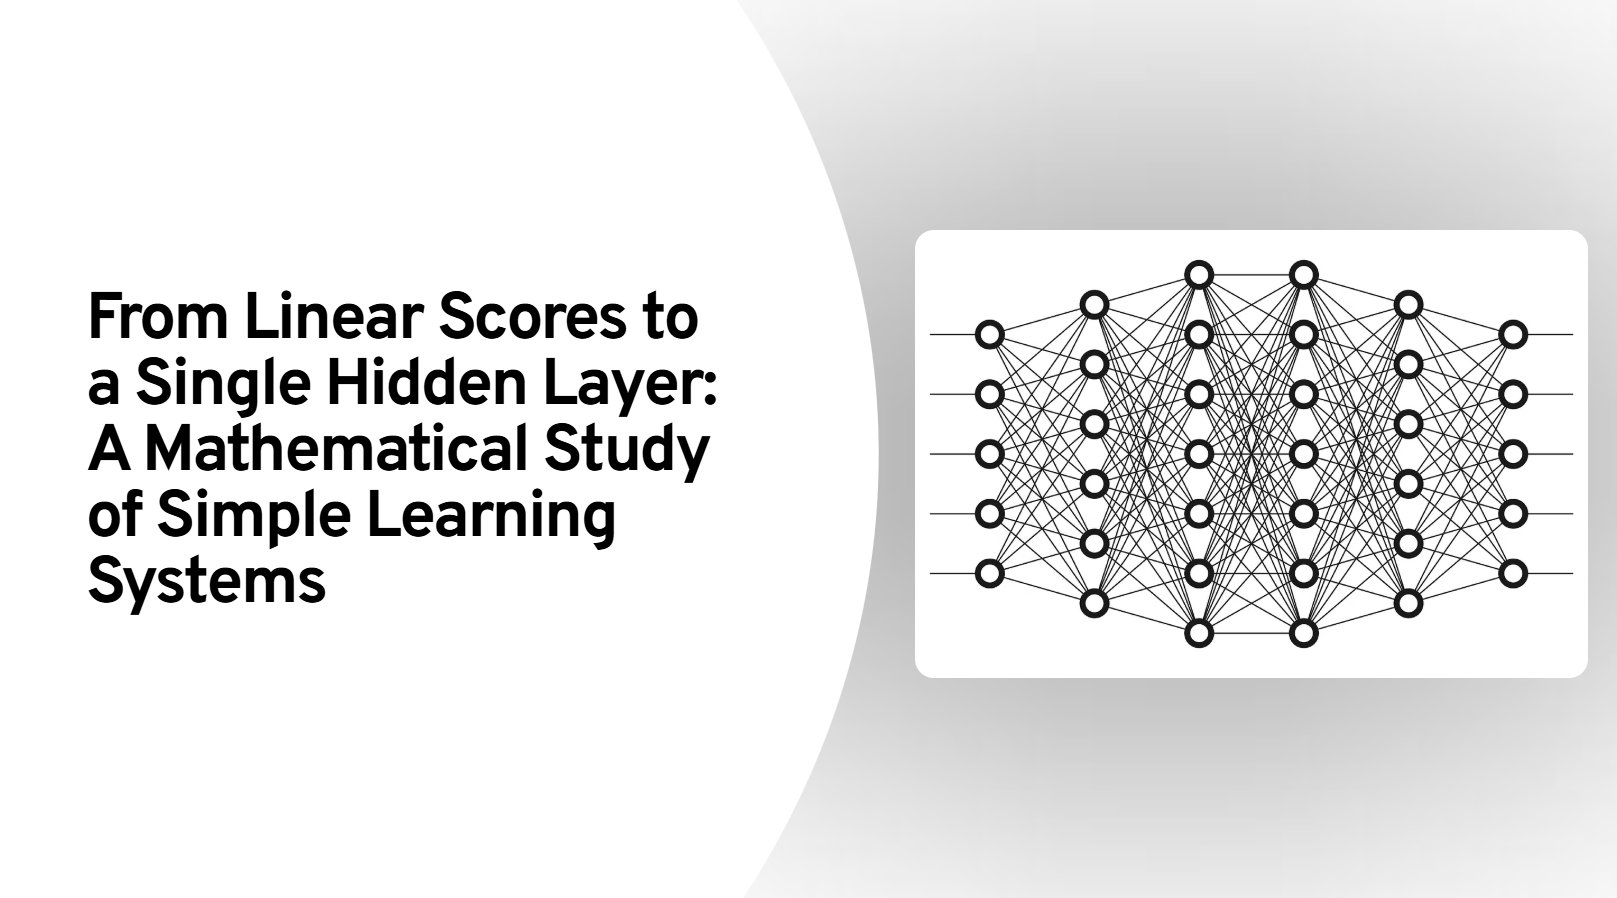 From Linear Scores to
a Single Hidden Layer:
A Mathematical Study
of Simple Learning
Systems